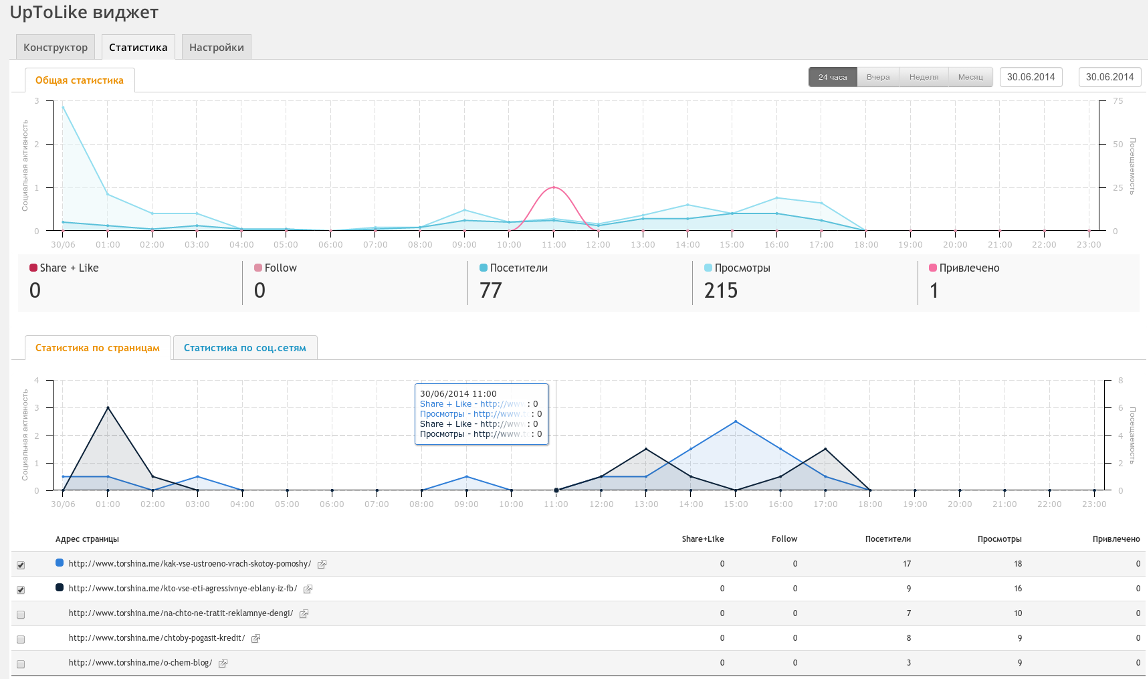 UpToLike виджет
Конструктор Статистика Настройки
Общая статистика 24 часа Вчера Неделя Месяц 30.06.2014 30.06.2014
Социальная активность
3 2 1 0
75 50 25 0
Посещаемость
30/06 01:00 02:00 03:00 04:00 05:00 06:00 07:00 08:00 09:00 10:00 11:00 12:00 13:00 14:00 15:00 16:00 17:00 18:00 19:00 20:00 21:00 22:00 23:00
Share + Like Follow Посетители Просмотры Привлечено
0 0 77 215 1
Статистика по страницам Статистика по соц.сетям
Социальная активность
4 3 2 1 0
8 6 4 2 0
Посещаемость
30/06/2014 11:00
Share + Like - http://www : 0
Просмотры - http://www. : 0
Share + Like - http://www : 0
Просмотры - http://www. : 0
30/06 01:00 02:00 03:00 04:00 05:00 06:00 07:00 08:00 09:00 10:00 11:00 12:00 13:00 14:00 15:00 16:00 17:00 18:00 19:00 20:00 21:00 22:00 23:00
Адрес страницы Share+Like Follow Посетители Просмотры Привлечено
http://www.torshina.me/kak-vse-ustroeno-vrach-skotoy-pomoshy/ 0 0 17 18 0
http://www.torshina.me/kto-vse-eti-agressivnye-eblany-iz-fb/ 0 0 9 16 0
http://www.torshina.me/na-chto-ne-tratit-reklamnye-dengi/ 0 0 7 10 0
http://www.torshina.me/chtoby-pogasit-kredit/ 0 0 8 9 0
http://www.torshina.me/o-chem-blog/ 0 0 3 9 0